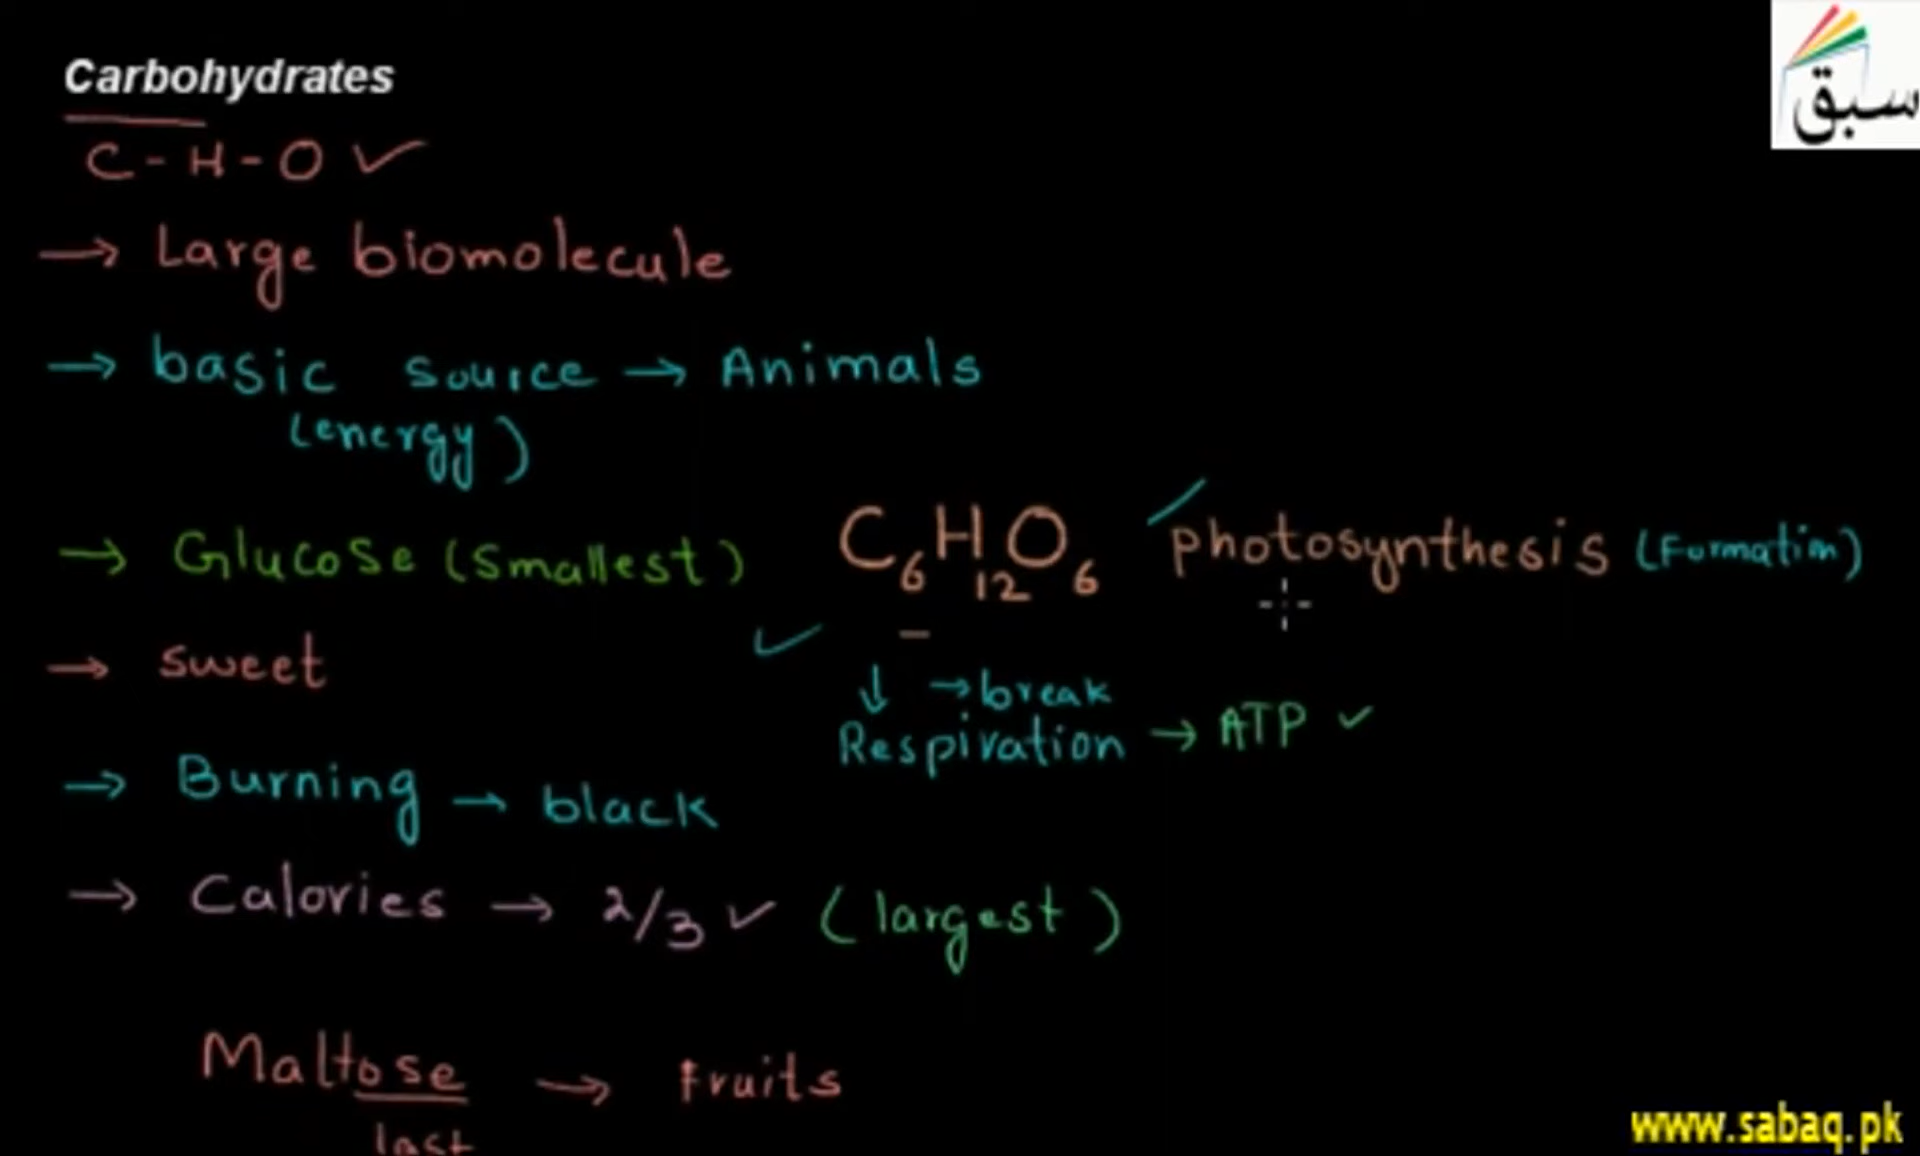 Carbohydrates
سبق
C - H - O ✓
→ Large biomolecule
→ basic source → Animals
(energy)
→ Glucose (Smallest) C₆H₁₂O₆ photosynthesis (Formation)
→ sweet
↓ → break
Respiration → ATP ✓
→ Burning → black
→ Calories → 2/3 ✓ (largest)
Maltose → Fruits
last
www.sabaq.pk